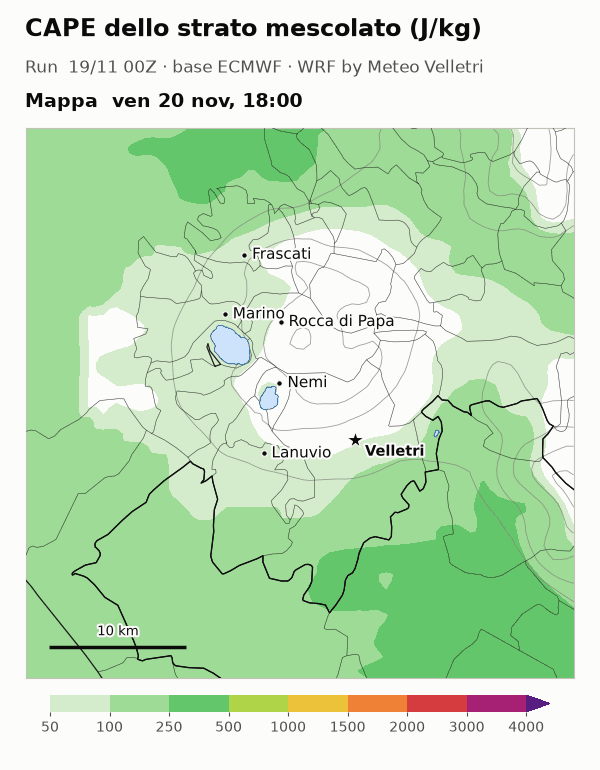 CAPE dello strato mescolato (J/kg)
Run  19/11 00Z · base ECMWF · WRF by Meteo Velletri
Mappa  ven 20 nov, 18:00
Frascati
Marino
Rocca di Papa
Nemi
Velletri
Lanuvio
10 km
50 100 250 500 1000 1500 2000 3000 4000